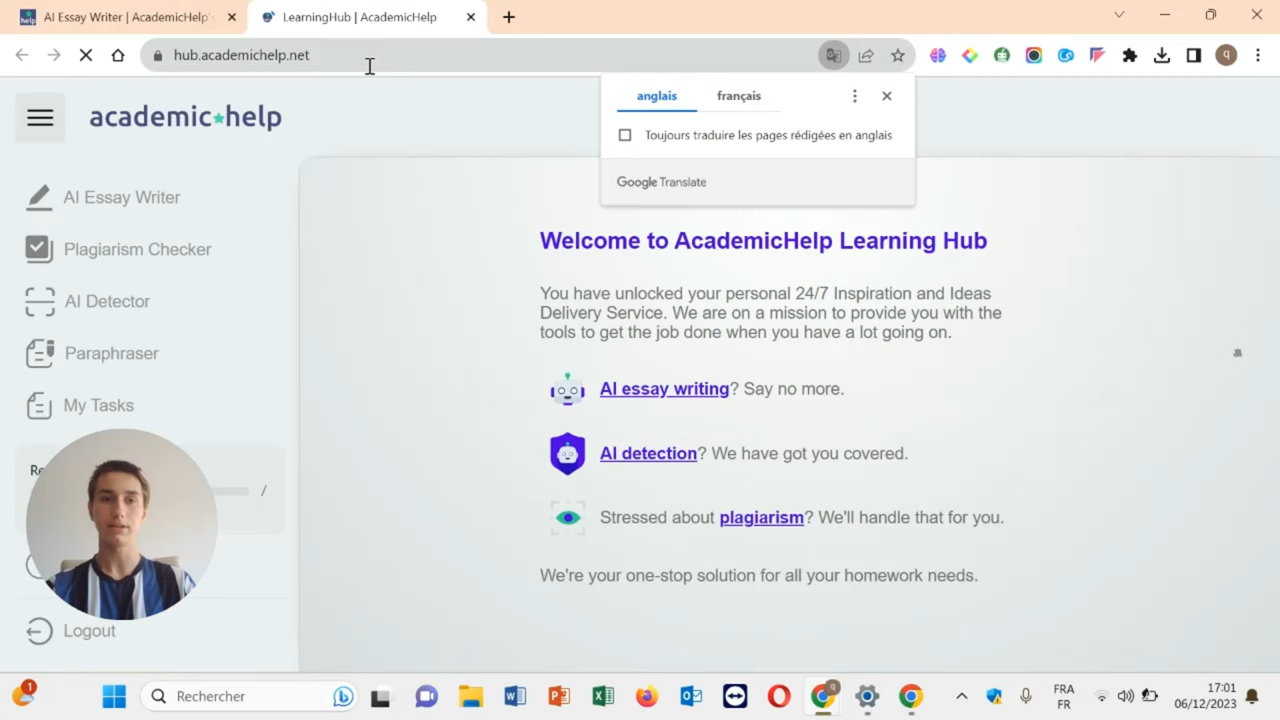 AI Essay Writer | AcademicHelp's
LearningHub | AcademicHelp
hub.academichelp.net
anglais français
Toujours traduire les pages rédigées en anglais
Google Translate
academic help
AI Essay Writer
Plagiarism Checker
AI Detector
Paraphraser
My Tasks
/
Logout
Welcome to AcademicHelp Learning Hub
You have unlocked your personal 24/7 Inspiration and Ideas
Delivery Service. We are on a mission to provide you with the
tools to get the job done when you have a lot going on.
AI essay writing? Say no more.
AI detection? We have got you covered.
Stressed about plagiarism? We'll handle that for you.
We're your one-stop solution for all your homework needs.
1
Rechercher
FRA
FR
17:01
06/12/2023